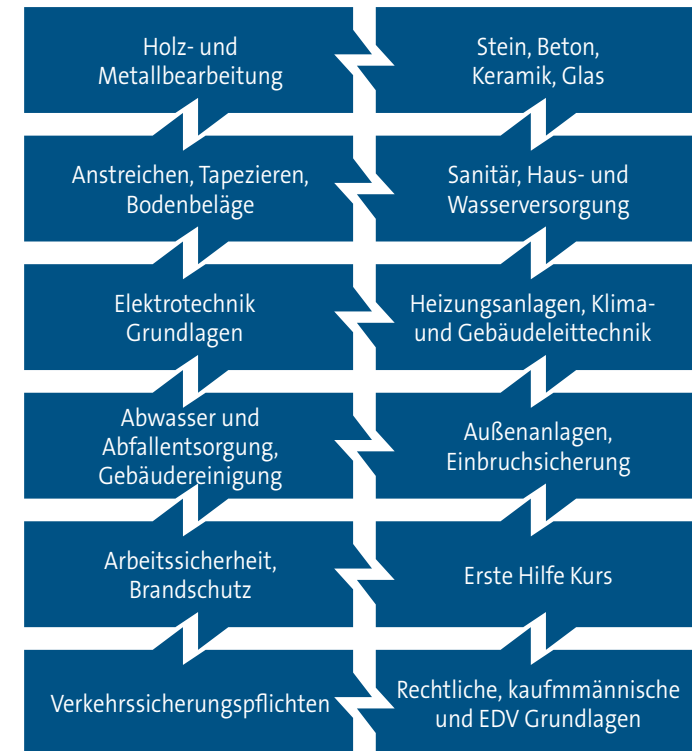 Holz- und
Metallbearbeitung
Stein, Beton,
Keramik, Glas
Anstreichen, Tapezieren,
Bodenbeläge
Sanitär, Haus- und
Wasserversorgung
Elektrotechnik
Grundlagen
Heizungsanlagen, Klima-
und Gebäudeleittechnik
Abwasser und
Abfallentsorgung,
Gebäudereinigung
Außenanlagen,
Einbruchsicherung
Arbeitssicherheit,
Brandschutz
Erste Hilfe Kurs
Verkehrssicherungspflichten
Rechtliche, kaufmmännische
und EDV Grundlagen